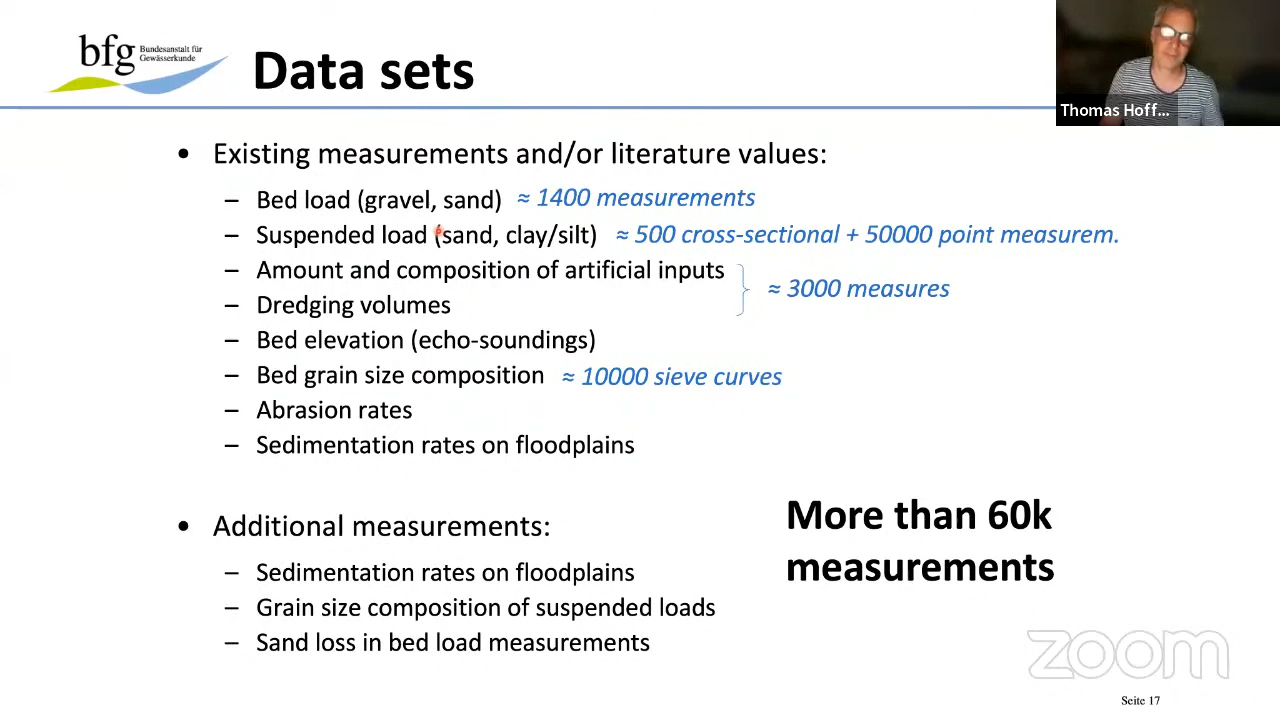 bfg Bundesanstalt für
Gewässerkunde
Data sets
Thomas Hoff...
• Existing measurements and/or literature values:
– Bed load (gravel, sand) ≈ 1400 measurements
– Suspended load (sand, clay/silt) ≈ 500 cross-sectional + 50000 point measurem.
– Amount and composition of artificial inputs
≈ 3000 measures
– Dredging volumes
– Bed elevation (echo-soundings)
– Bed grain size composition ≈ 10000 sieve curves
– Abrasion rates
– Sedimentation rates on floodplains
• Additional measurements:
– Sedimentation rates on floodplains
– Grain size composition of suspended loads
– Sand loss in bed load measurements
More than 60k
measurements
zoom
Seite 17